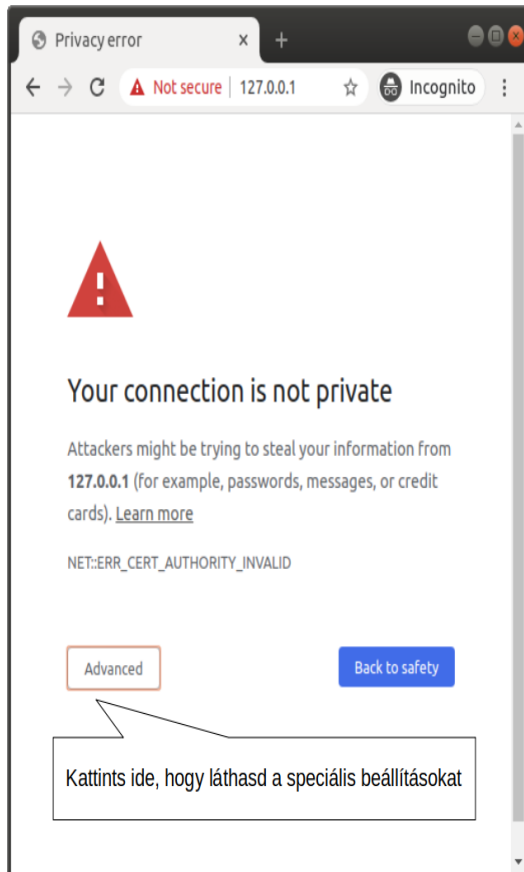 Privacy error
Not secure 127.0.0.1 Incognito
Your connection is not private
Attackers might be trying to steal your information from
127.0.0.1 (for example, passwords, messages, or credit
cards). Learn more
NET::ERR_CERT_AUTHORITY_INVALID
Advanced Back to safety
Kattints ide, hogy láthasd a speciális beállításokat